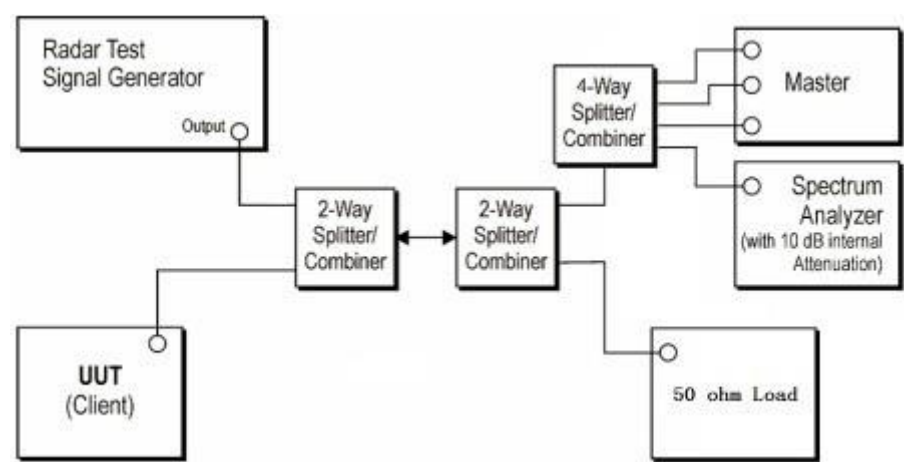 Radar Test
Signal Generator
Output
4-Way
Splitter/
Combiner
Master
Spectrum
Analyzer
(with 10 dB internal
Attenuation)
2-Way
Splitter/
Combiner
2-Way
Splitter/
Combiner
UUT
(Client)
50 ohm Load